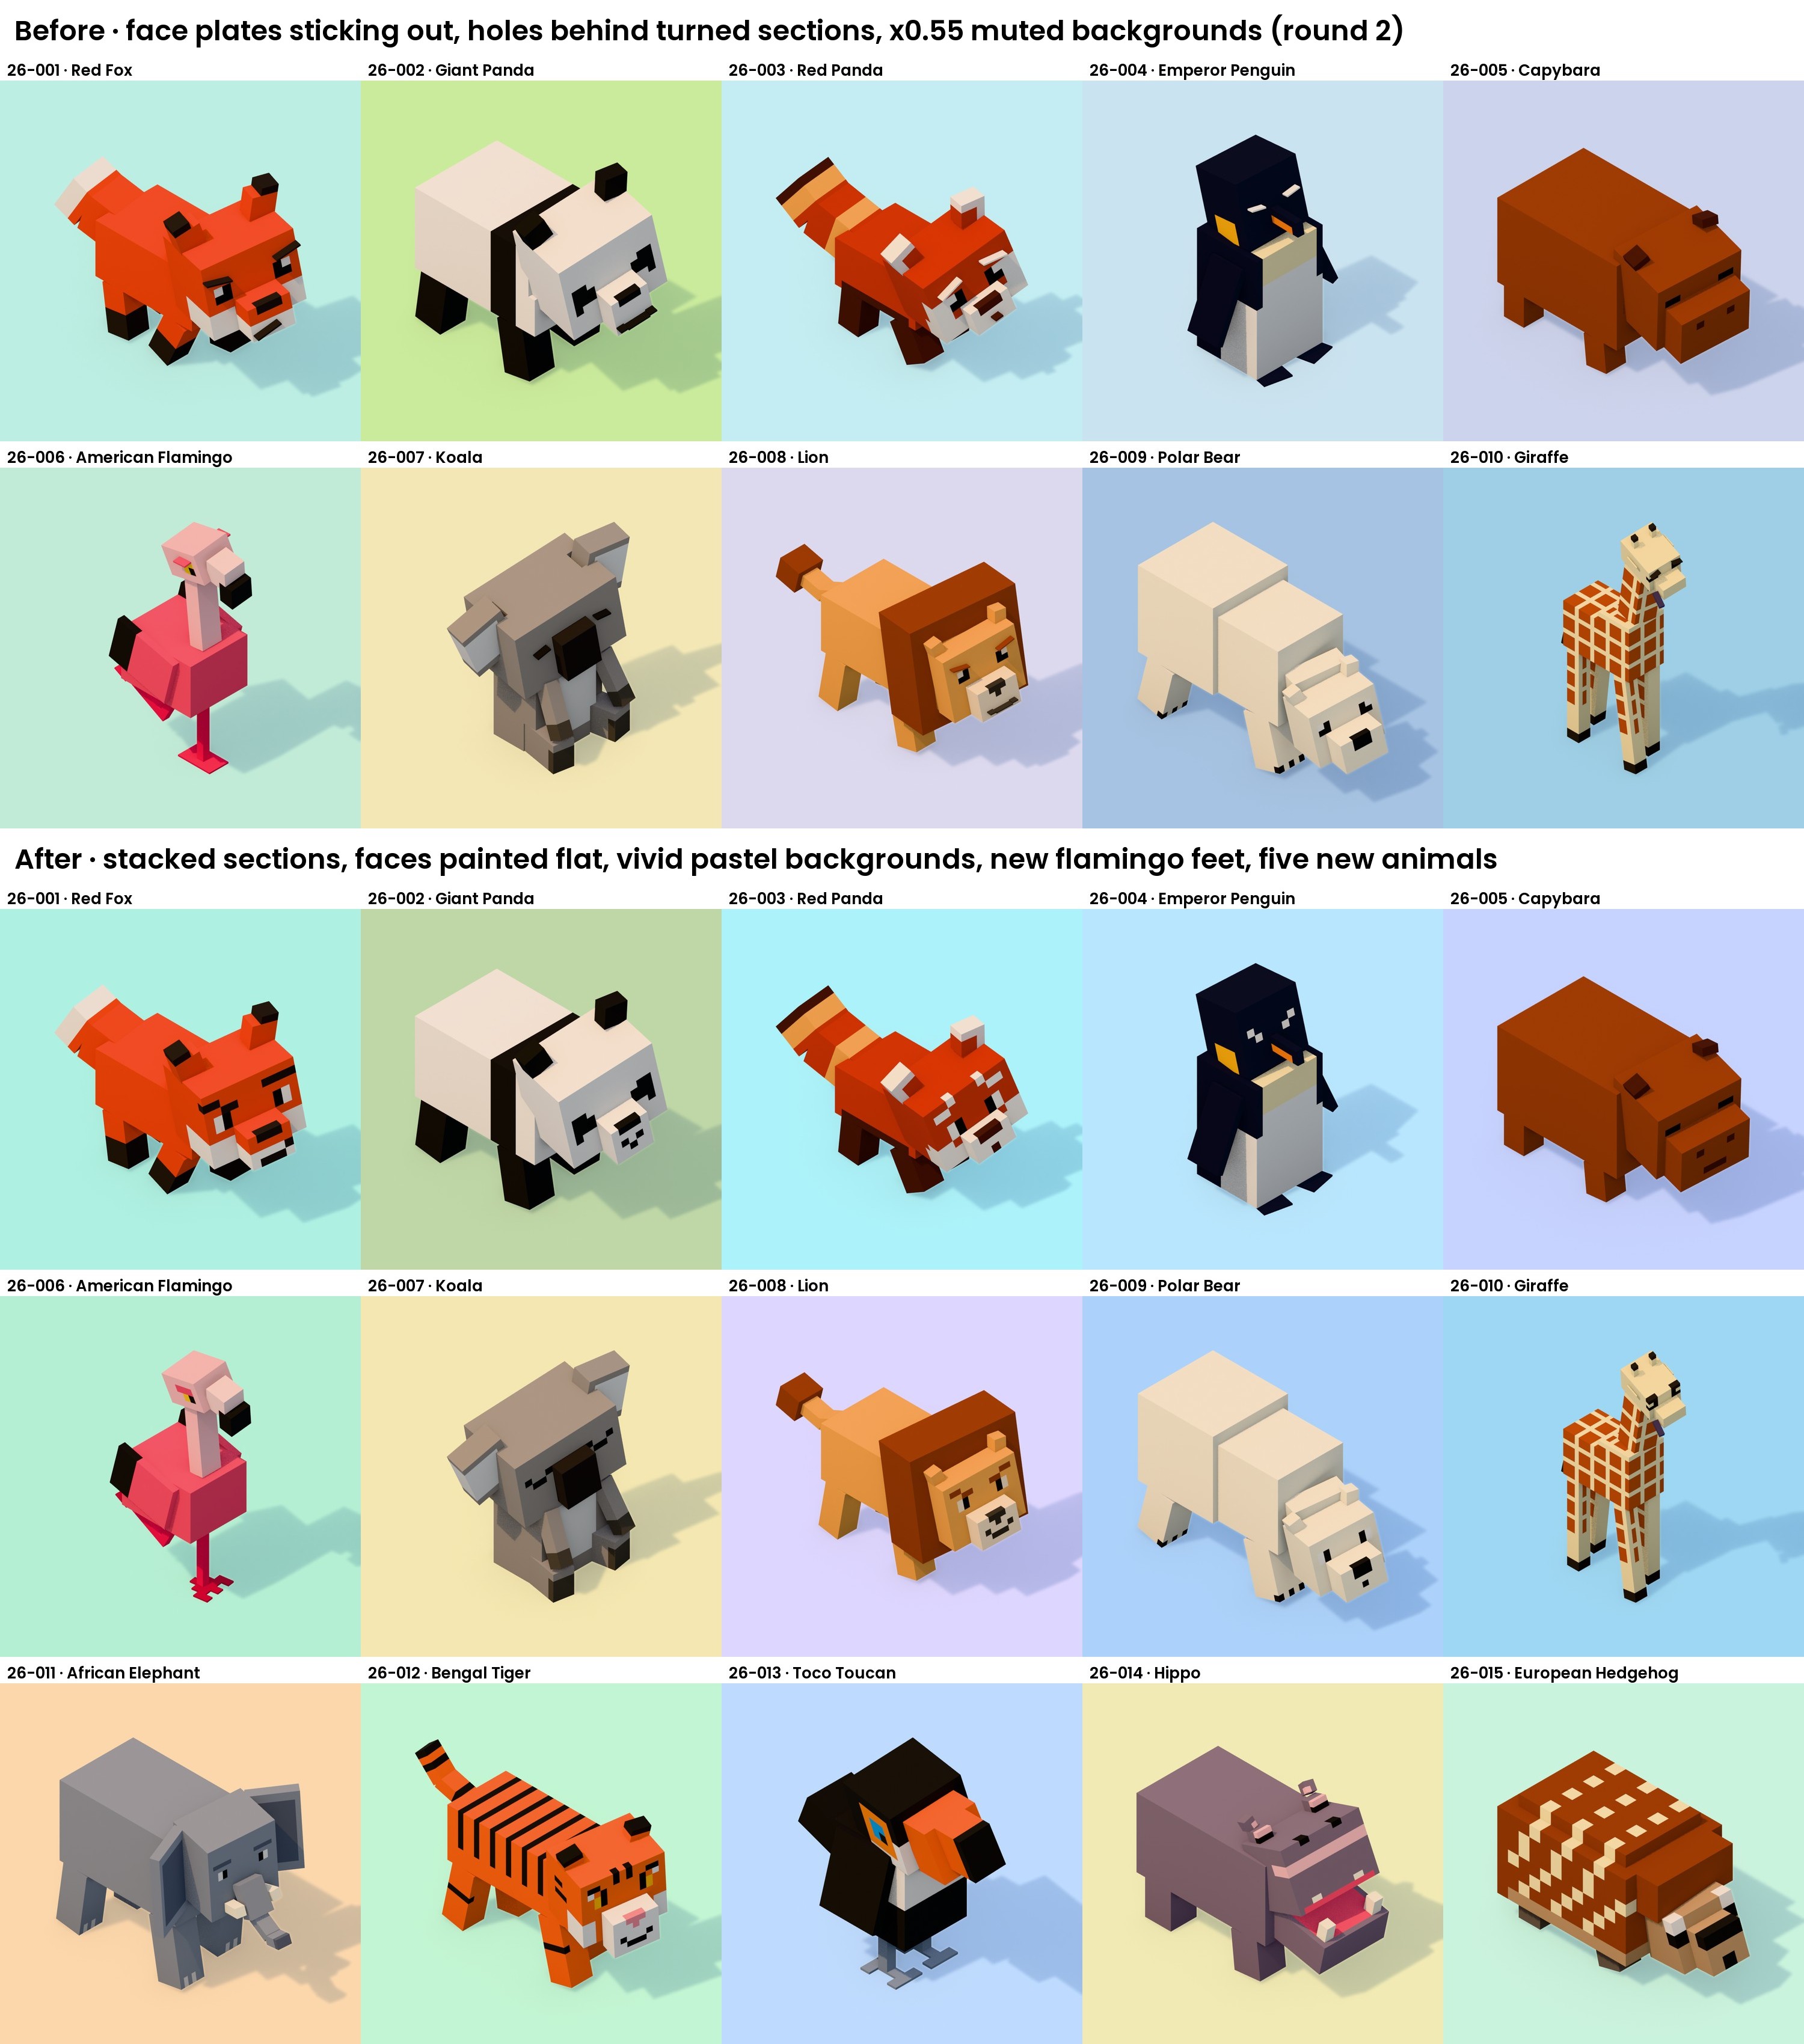 Before · face plates sticking out, holes behind turned sections, x0.55 muted backgrounds (round 2)
26-001 · Red Fox
26-002 · Giant Panda
26-003 · Red Panda
26-004 · Emperor Penguin
26-005 · Capybara
26-006 · American Flamingo
26-007 · Koala
26-008 · Lion
26-009 · Polar Bear
26-010 · Giraffe
After · stacked sections, faces painted flat, vivid pastel backgrounds, new flamingo feet, five new animals
26-001 · Red Fox
26-002 · Giant Panda
26-003 · Red Panda
26-004 · Emperor Penguin
26-005 · Capybara
26-006 · American Flamingo
26-007 · Koala
26-008 · Lion
26-009 · Polar Bear
26-010 · Giraffe
26-011 · African Elephant
26-012 · Bengal Tiger
26-013 · Toco Toucan
26-014 · Hippo
26-015 · European Hedgehog